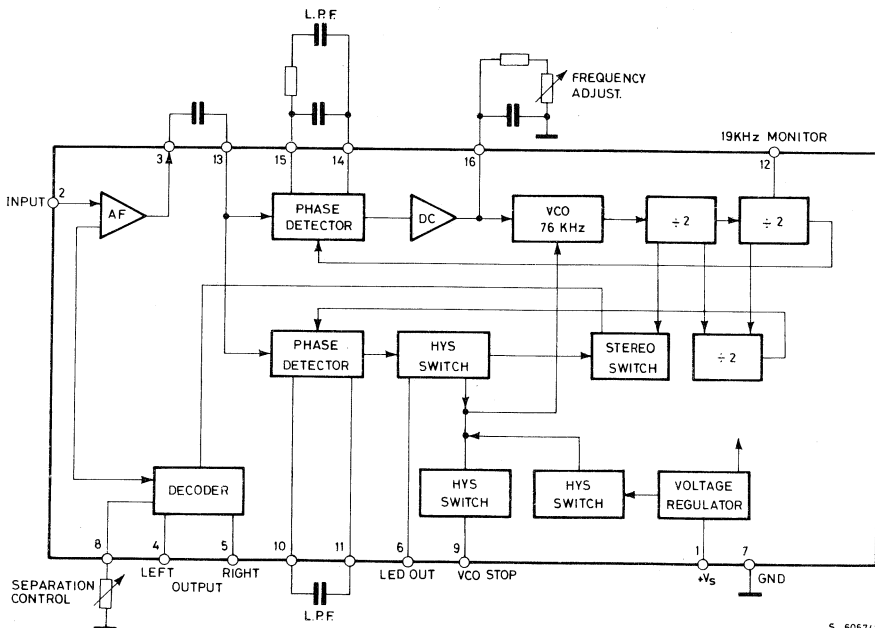 L.P.F.
FREQUENCY
ADJUST.
19KHz MONITOR
3
13
15
14
16
12
INPUT
2
AF
PHASE
DETECTOR
DC
VCO
76 KHz
÷2
÷2
PHASE
DETECTOR
HYS
SWITCH
STEREO
SWITCH
÷2
DECODER
HYS
SWITCH
HYS
SWITCH
VOLTAGE
REGULATOR
8
4
5
10
11
6
9
1
7
LEFT
RIGHT
OUTPUT
LED OUT
VCO STOP
+Vs
GND
SEPARATION
CONTROL
L.P.F.